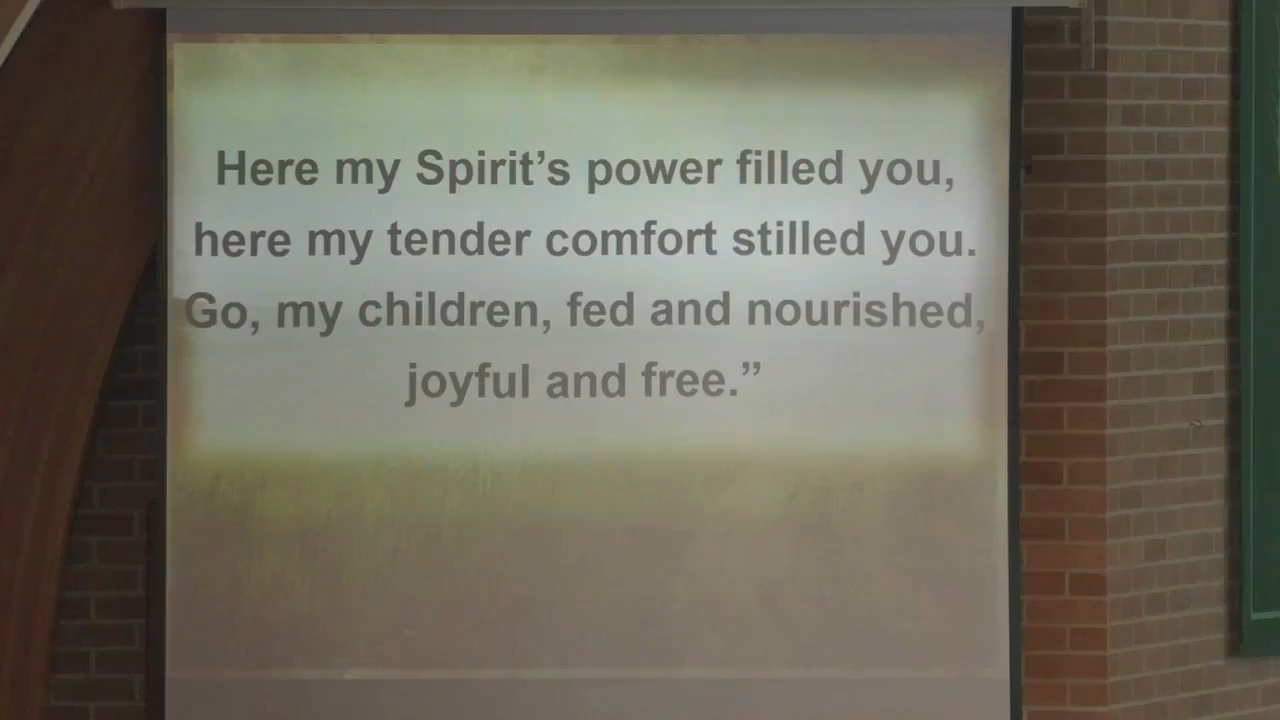 Here my Spirit’s power filled you,
here my tender comfort stilled you.
Go, my children, fed and nourished,
joyful and free.”